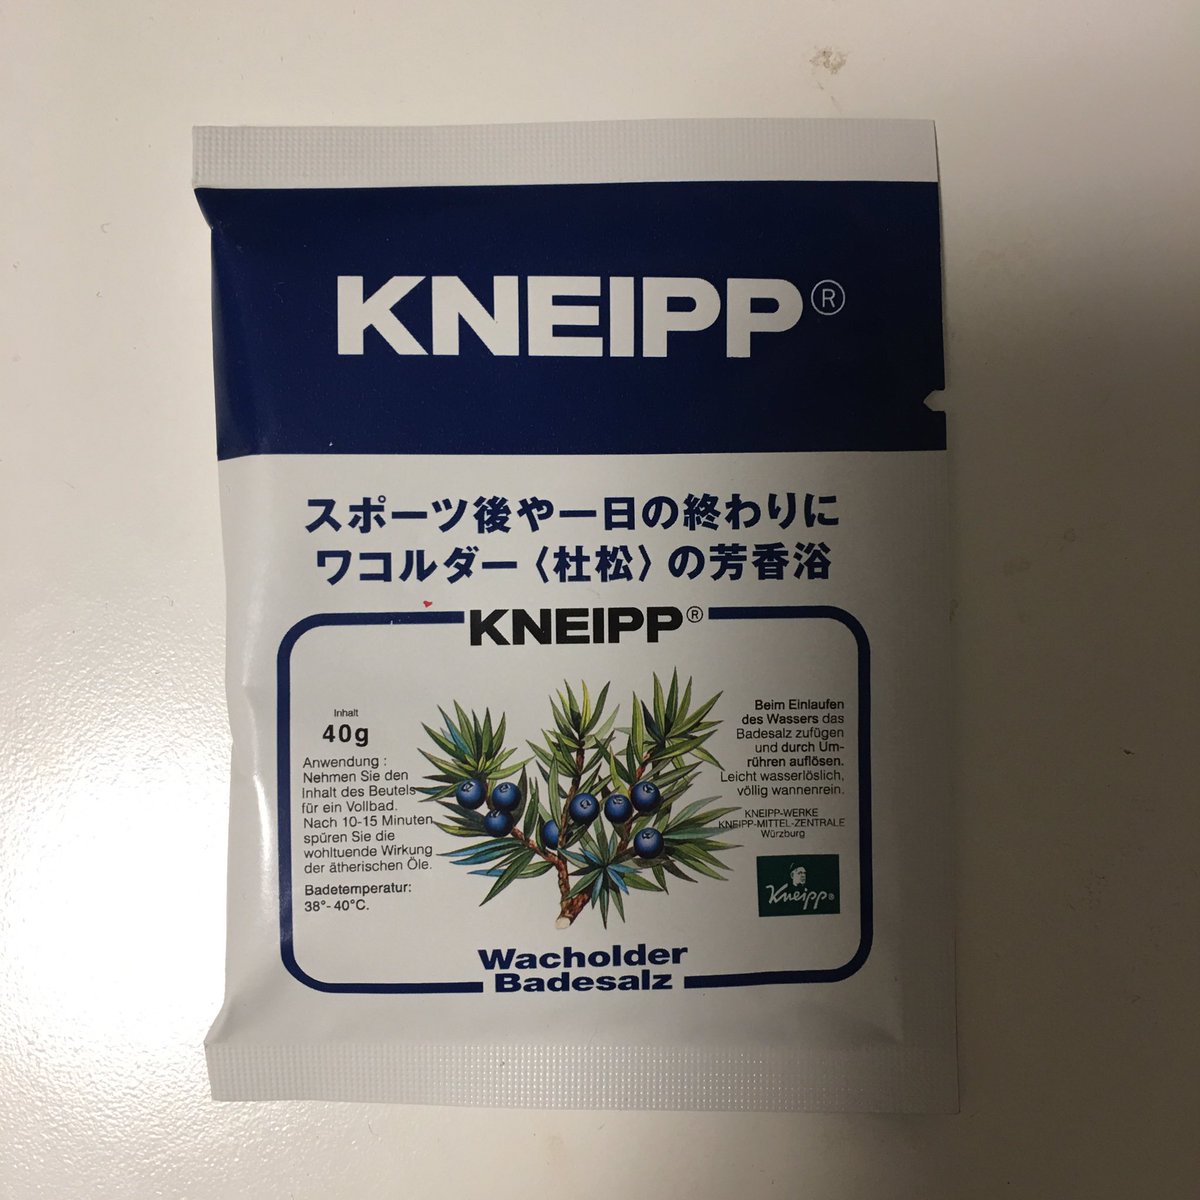 KNEIPP®
スポーツ後や一日の終わりに
ワコルダー〈杜松〉の芳香浴
KNEIPP®
Inhalt
40g
Anwendung :
Nehmen Sie den
Inhalt des Beutels
für ein Vollbad.
Nach 10-15 Minuten
spüren Sie die
wohltuende Wirkung
der ätherischen Öle.
Badetemperatur:
38°- 40°C.
Beim Einlaufen
des Wassers das
Badesalz zufügen
und durch Um-
rühren auflösen.
Leicht wasserlöslich,
völlig wannenrein.
KNEIPP-WERKE
KNEIPP-MITTEL-ZENTRALE
Würzburg
Kneipp®
Wacholder
Badesalz